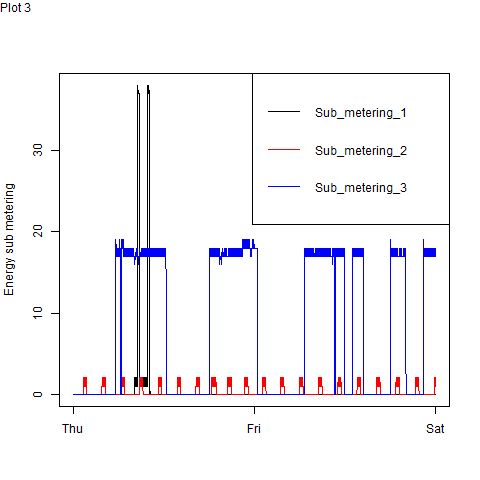 Plot 3
Sub_metering_1
Sub_metering_2
Sub_metering_3
Energy sub metering
30
20
10
0
Thu Fri Sat